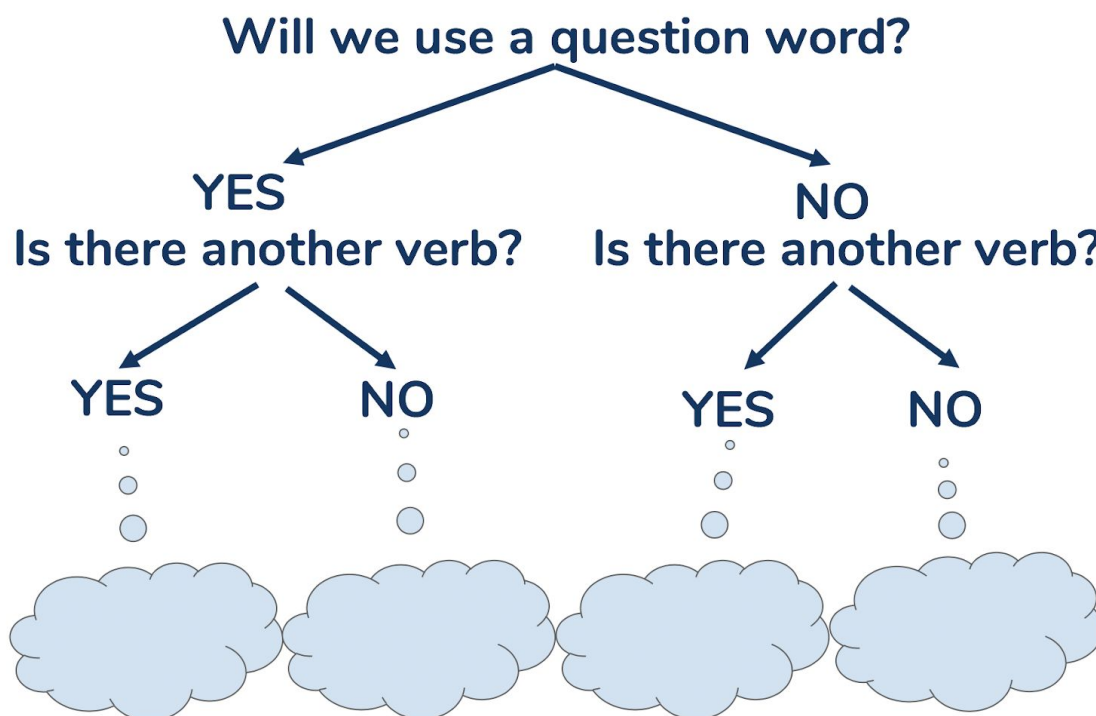 Will we use a question word?
YES
Is there another verb?
NO
Is there another verb?
YES
NO
YES
NO